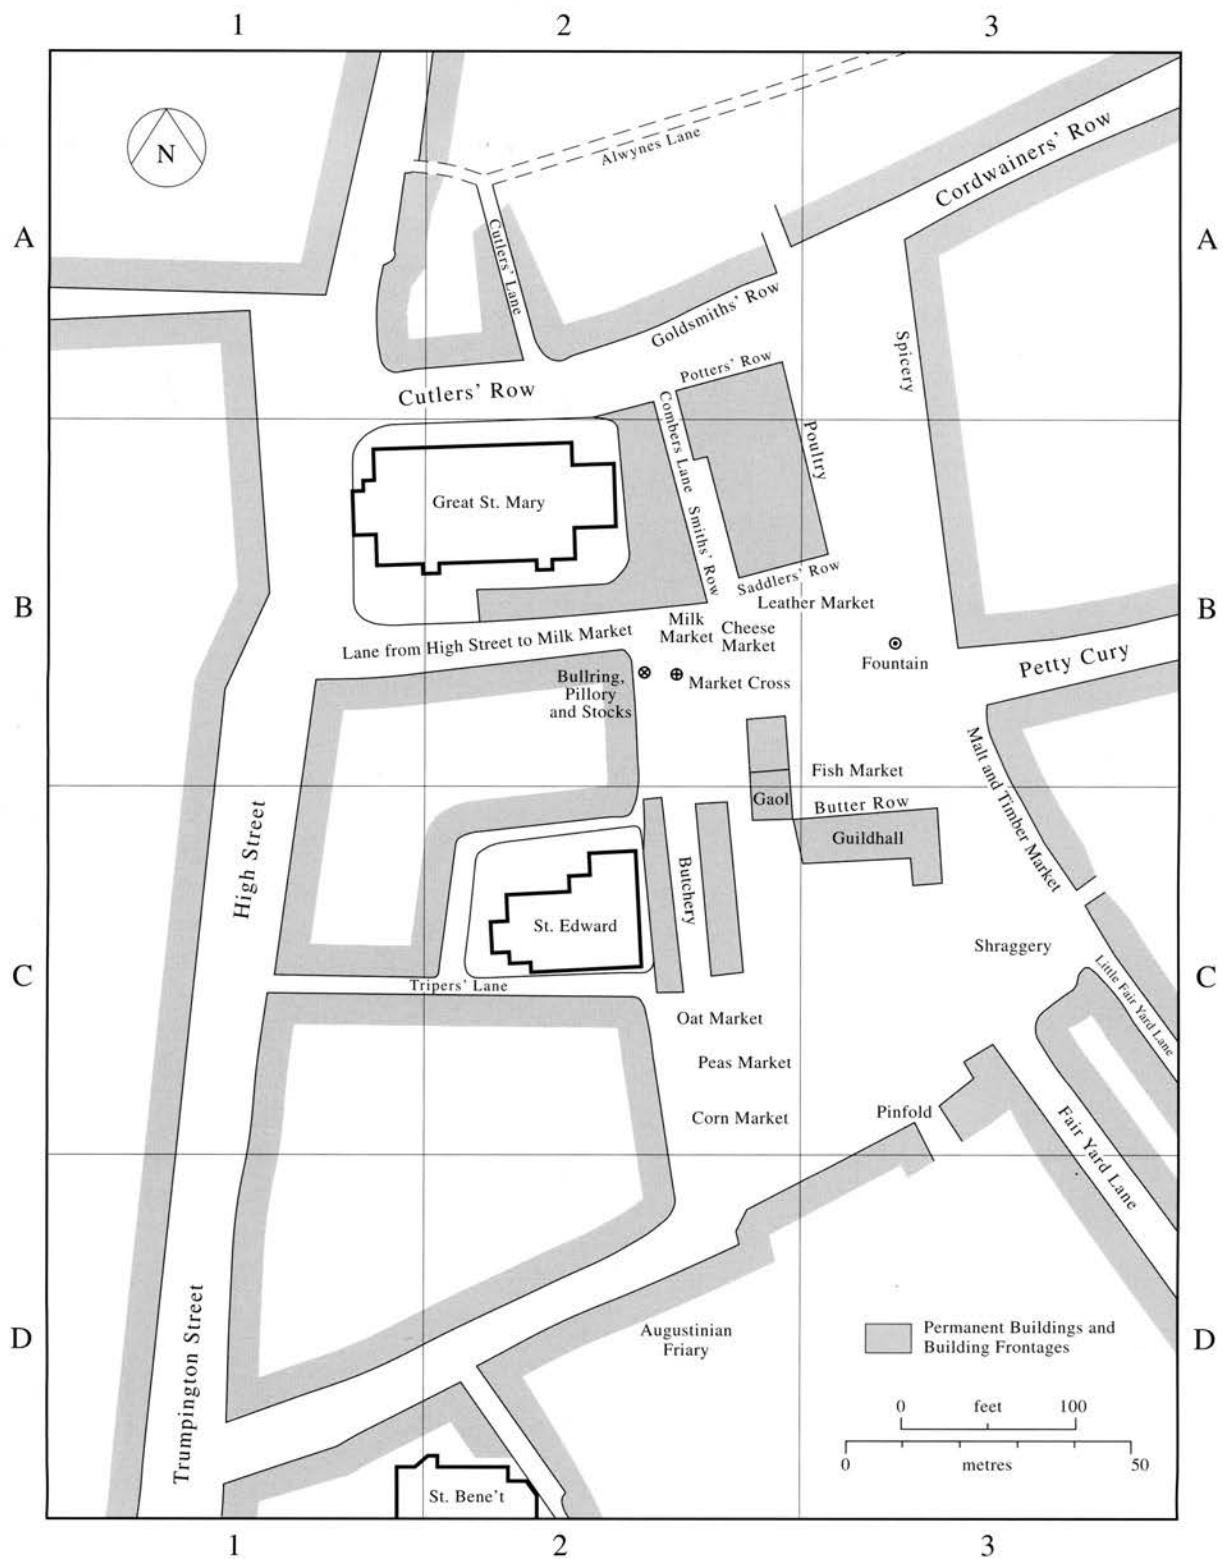 1 2 3
N
Alwynes Lane
Cordwainers' Row
A A
Cutlers' Lane
Goldsmiths' Row
Spicery
Potters' Row
Cutlers' Row
Combers Lane
Poultry
Great St. Mary
Smiths' Row
Saddlers' Row
Leather Market
B B
Milk
Market
Cheese
Market
Lane from High Street to Milk Market
Fountain
Petty Cury
Bullring,
Pillory
and Stocks
Market Cross
Malt and Timber Market
Fish Market
Gaol
Butter Row
Guildhall
High Street
Butchery
St. Edward
Shraggery
C C
Tripers' Lane
Little Fair Yard Lane
Oat Market
Peas Market
Corn Market
Pinfold
Fair Yard Lane
Trumpington Street
Augustinian
Friary
D D
Permanent Buildings and
Building Frontages
0 feet 100
0 metres 50
St. Bene't
1 2 3